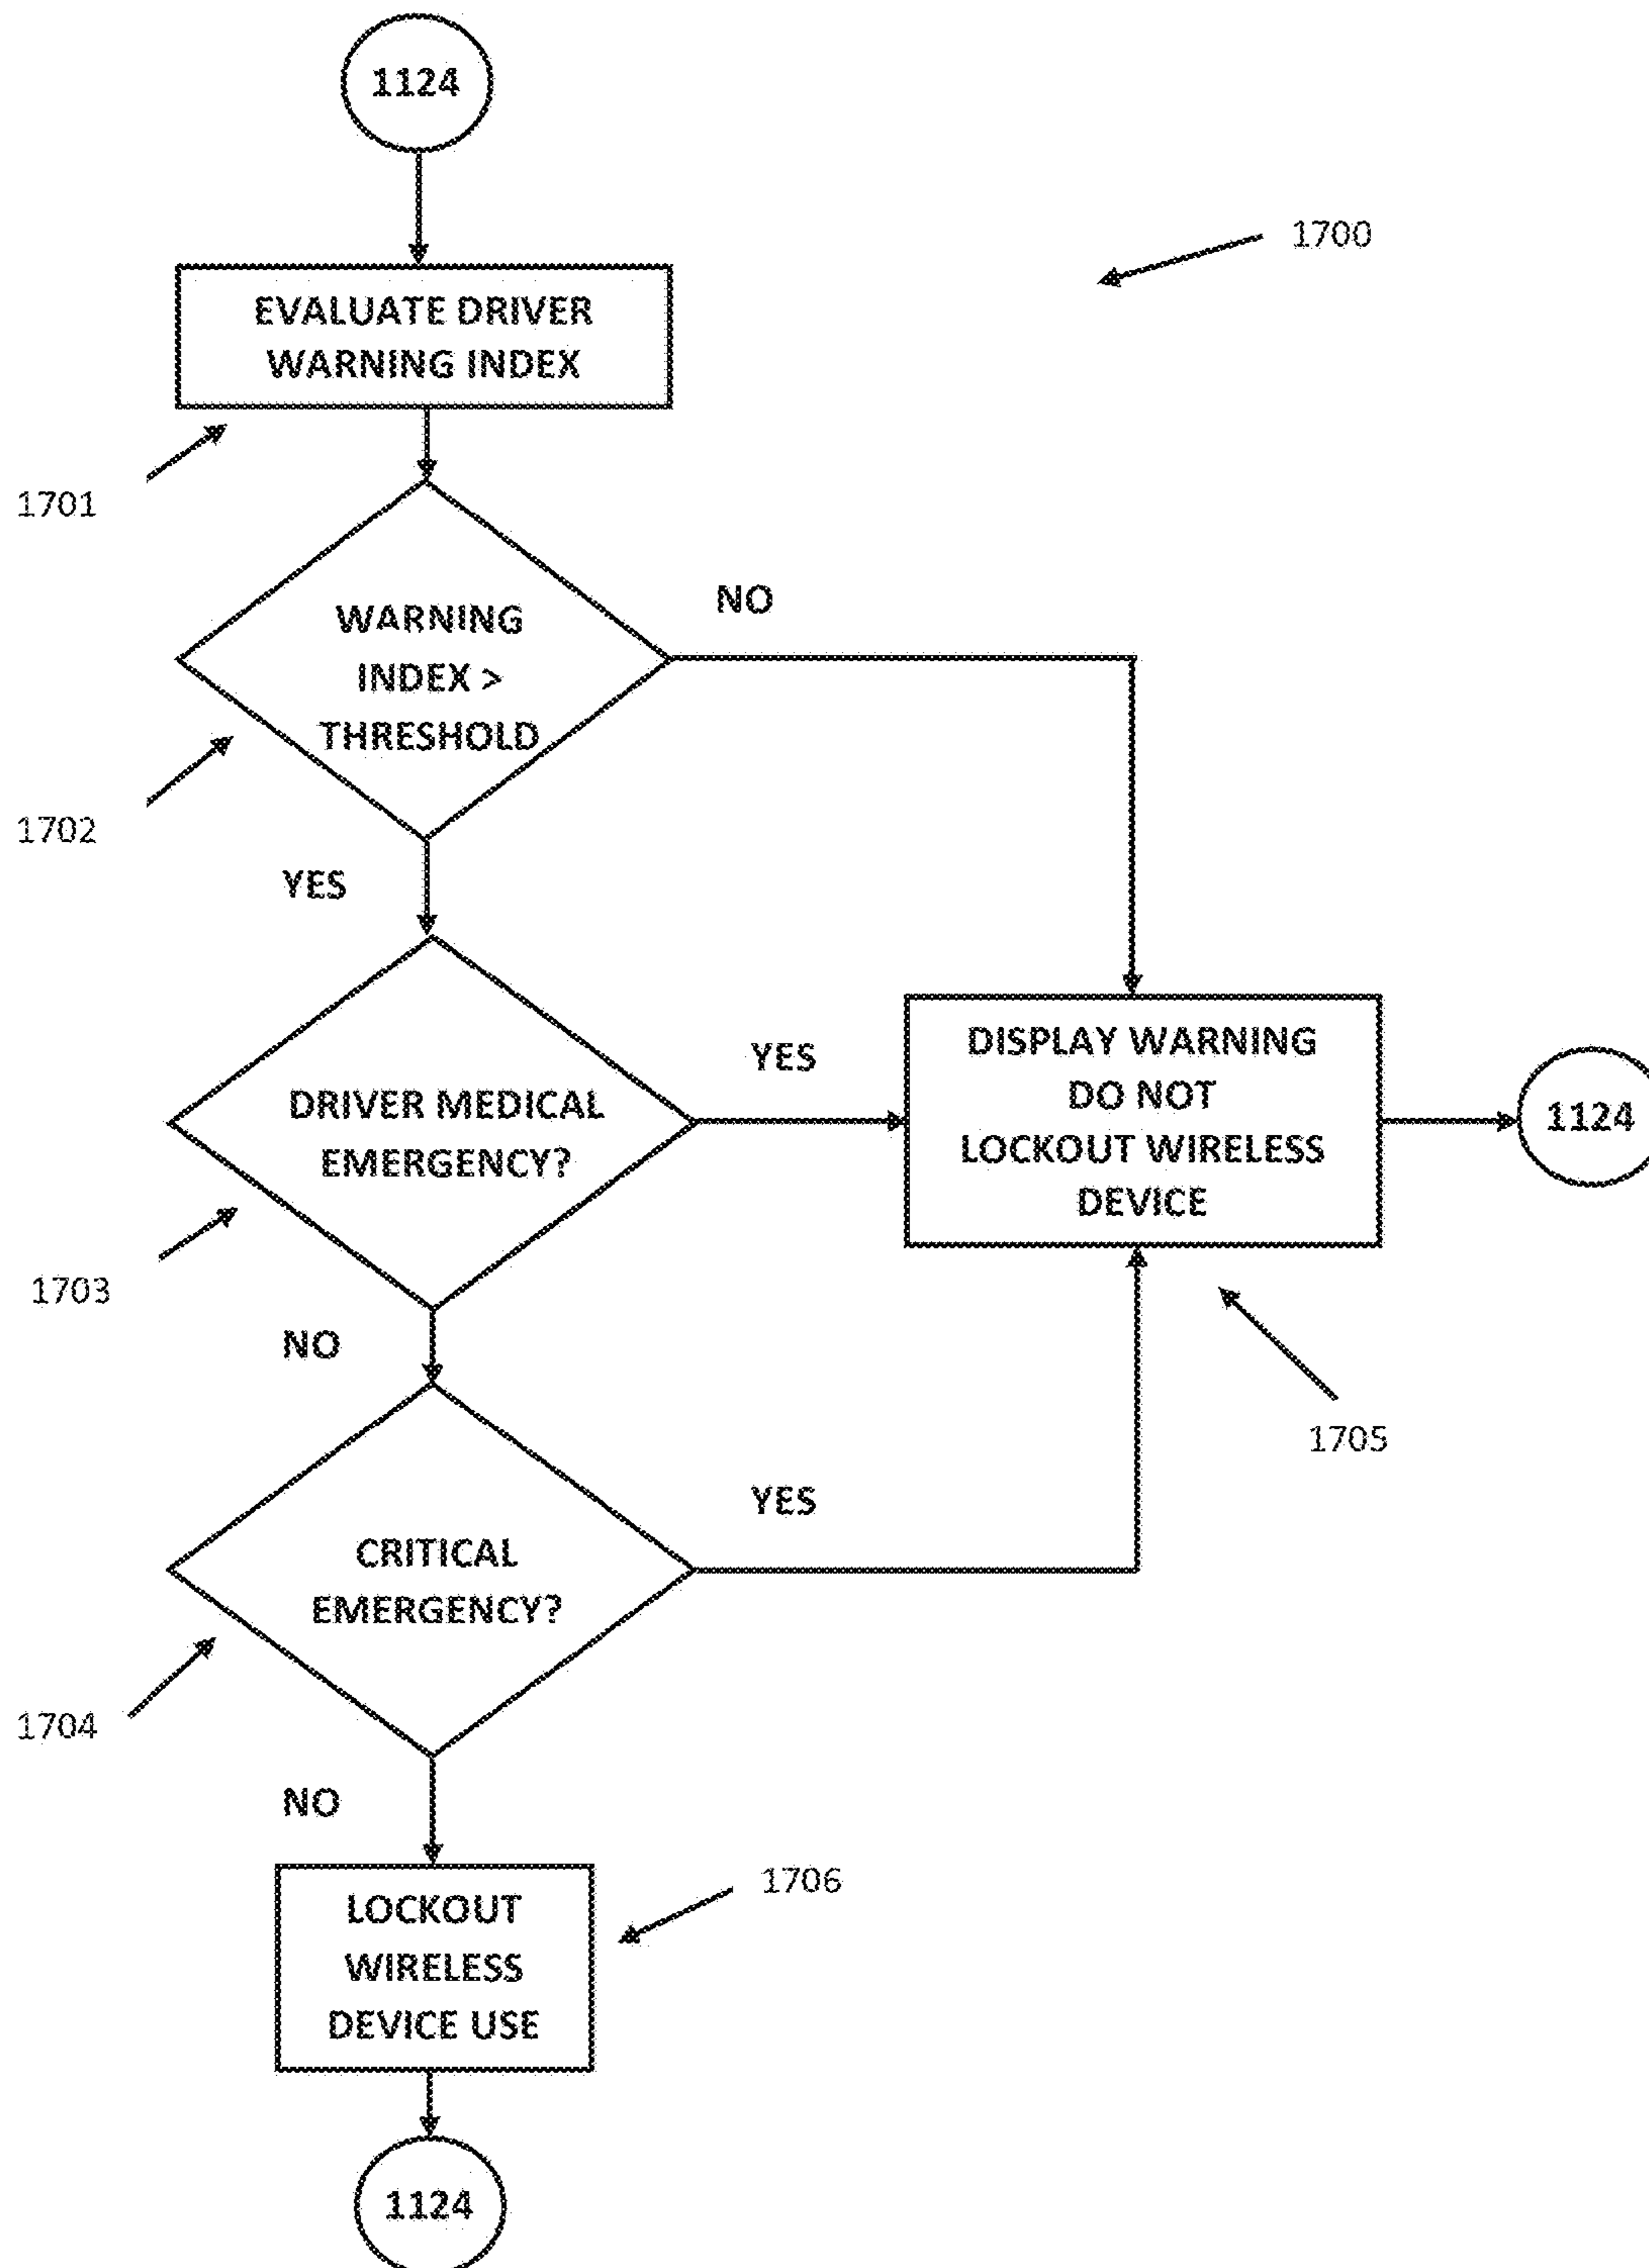 1124
1700
EVALUATE DRIVER
WARNING INDEX
1701
NO
WARNING
INDEX >
THRESHOLD
1702
YES
DISPLAY WARNING
DO NOT
LOCKOUT WIRELESS
DEVICE
YES
DRIVER MEDICAL
EMERGENCY?
1124
1703
NO
1705
YES
CRITICAL
EMERGENCY?
1704
NO
1706
LOCKOUT
WIRELESS
DEVICE USE
1124